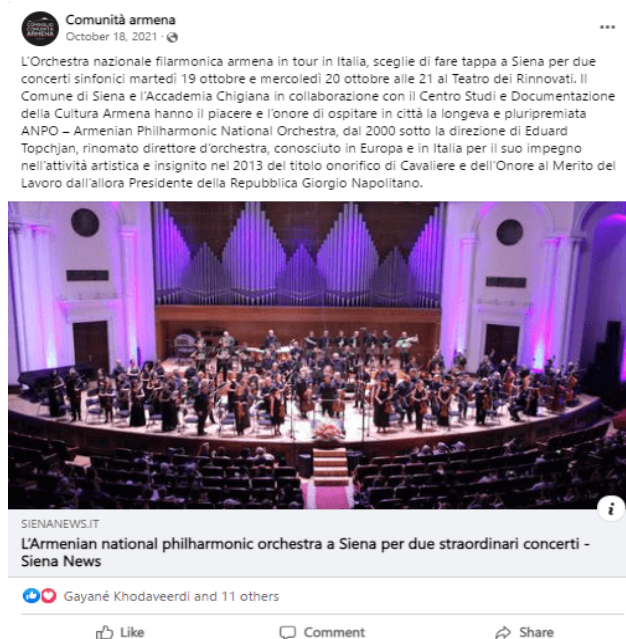 CONSIGLIO
COMUNITÀ
ARMENA
Comunità armena
October 18, 2021 ·
L'Orchestra nazionale filarmonica armena in tour in Italia, sceglie di fare tappa a Siena per due
concerti sinfonici martedì 19 ottobre e mercoledì 20 ottobre alle 21 al Teatro dei Rinnovati. Il
Comune di Siena e l'Accademia Chigiana in collaborazione con il Centro Studi e Documentazione
della Cultura Armena hanno il piacere e l'onore di ospitare in città la longeva e pluripremiata
ANPO – Armenian Philharmonic National Orchestra, dal 2000 sotto la direzione di Eduard
Topchjan, rinomato direttore d'orchestra, conosciuto in Europa e in Italia per il suo impegno
nell'attività artistica e insignito nel 2013 del titolo onorifico di Cavaliere e dell'Onore al Merito del
Lavoro dall'allora Presidente della Repubblica Giorgio Napolitano.
SIENANEWS.IT
L'Armenian national philharmonic orchestra a Siena per due straordinari concerti -
Siena News
Gayané Khodaveerdi and 11 others
Like Comment Share